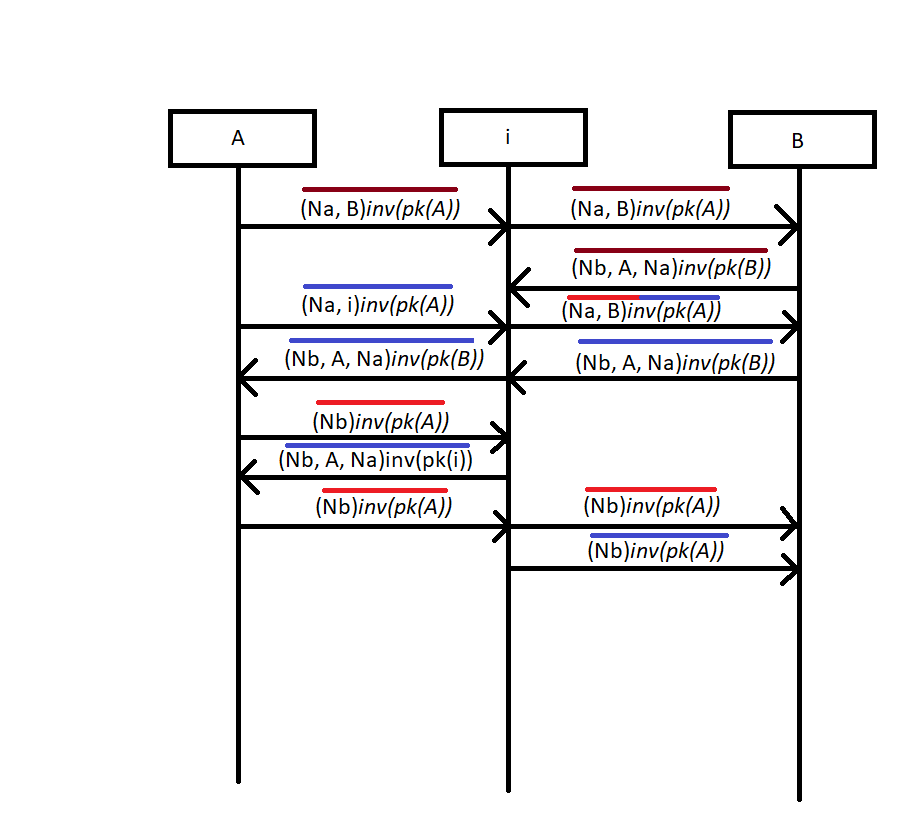 A
i
B
(Na, B)inv(pk(A))
(Na, B)inv(pk(A))
(Nb, A, Na)inv(pk(B))
(Na, i)inv(pk(A))
(Na, B)inv(pk(A))
(Nb, A, Na)inv(pk(B))
(Nb, A, Na)inv(pk(B))
(Nb)inv(pk(A))
(Nb, A, Na)inv(pk(i))
(Nb)inv(pk(A))
(Nb)inv(pk(A))
(Nb)inv(pk(A))